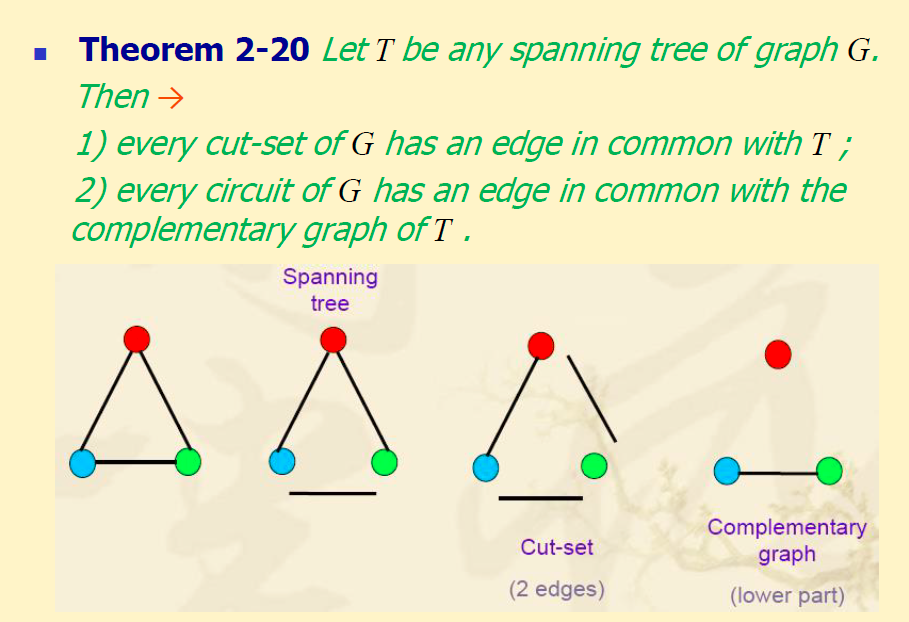 Theorem 2-20 Let T be any spanning tree of graph G.
Then →
1) every cut-set of G has an edge in common with T ;
2) every circuit of G has an edge in common with the
complementary graph of T .
Spanning
tree
Cut-set
(2 edges)
Complementary
graph
(lower part)